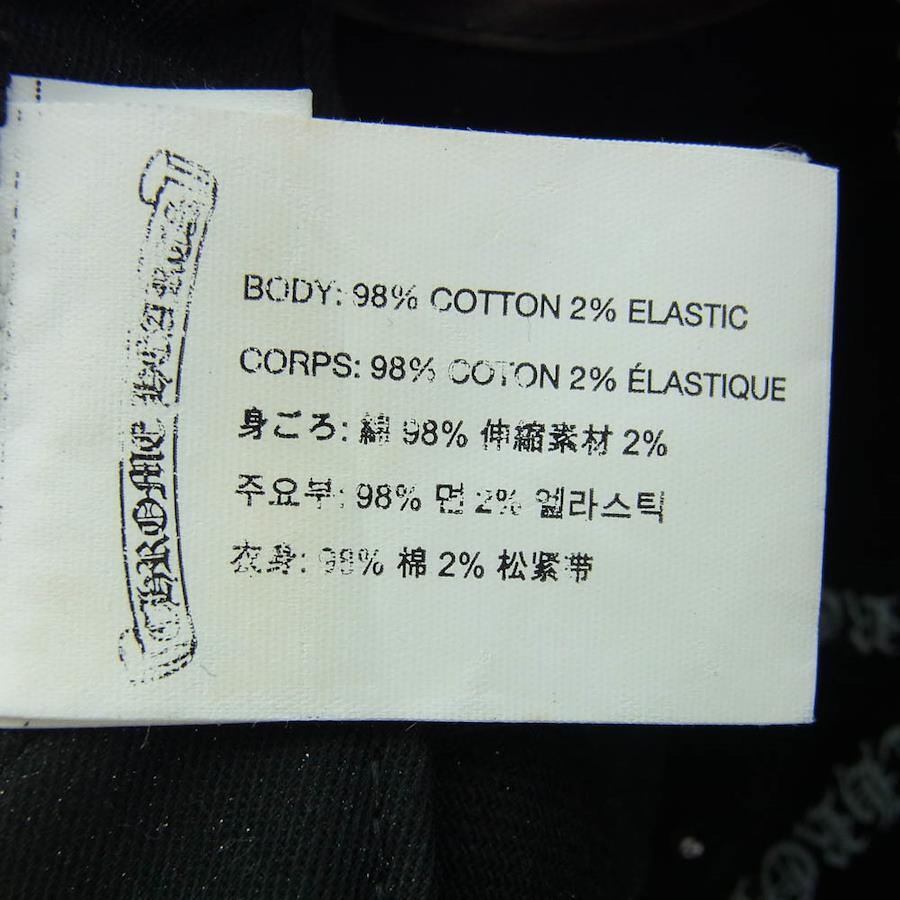 BODY: 98% COTTON 2% ELASTIC
CORPS: 98% COTON 2% ÉLASTIQUE
身ごろ: 綿 98% 伸縮素材 2%
주요부: 98% 면 2% 엘라스틱
衣身: 98% 棉 2% 松紧带
CHROME HEARTS